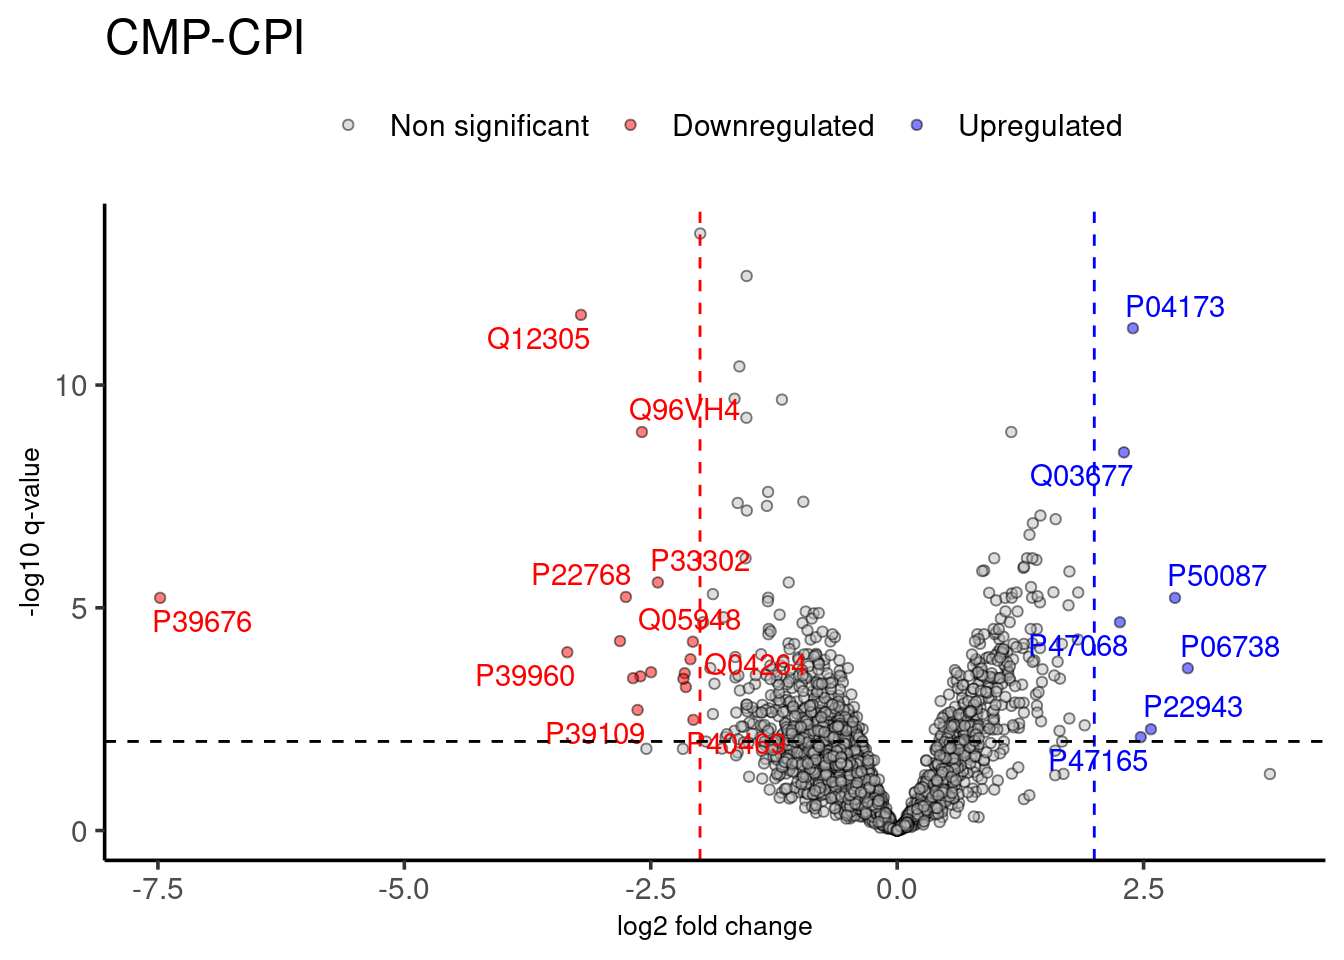 CMP-CPI
Non significant Downregulated Upregulated
P04173
Q12305
10
Q96VH4
Q03677
-log10 q-value
P33302
P22768
P50087
5
P39676
Q05948
P47068
P06738
Q04264
P39960
P22943
P39109
P40469
P47165
0
-7.5 -5.0 -2.5 0.0 2.5
log2 fold change